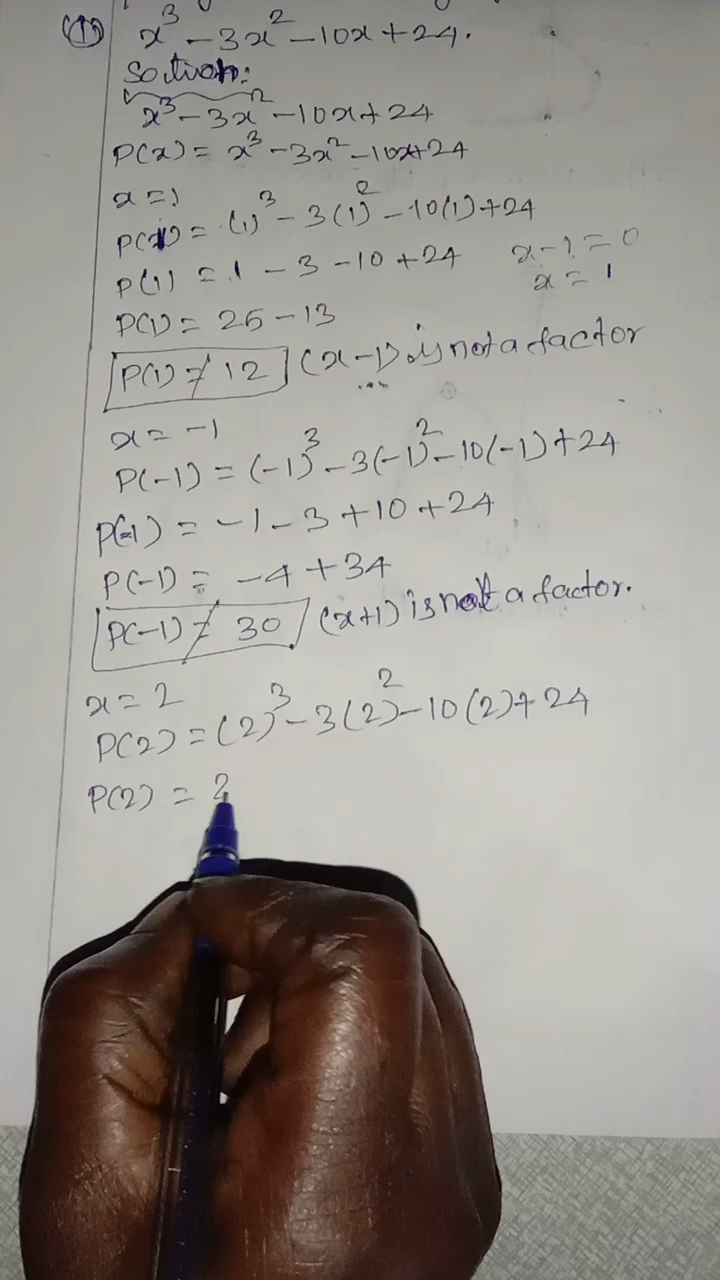 (1) x³ - 3x² - 10x + 24.
Solution:
x³ - 3x² - 10x + 24
P(x) = x³ - 3x² - 10x + 24
x = 1
P(1) = (1)³ - 3(1)² - 10(1) + 24
P(1) = 1 - 3 - 10 + 24 x - 1 = 0
x = 1
P(1) = 25 - 13
P(1) ≠ 12 (x - 1) is not a factor
x = -1
P(-1) = (-1)³ - 3(-1)² - 10(-1) + 24
P(-1) = -1 - 3 + 10 + 24
P(-1) = -4 + 34
P(-1) ≠ 30 (x+1) is not a factor.
x = 2
P(2) = (2)³ - 3(2)² - 10(2) + 24
P(2) =